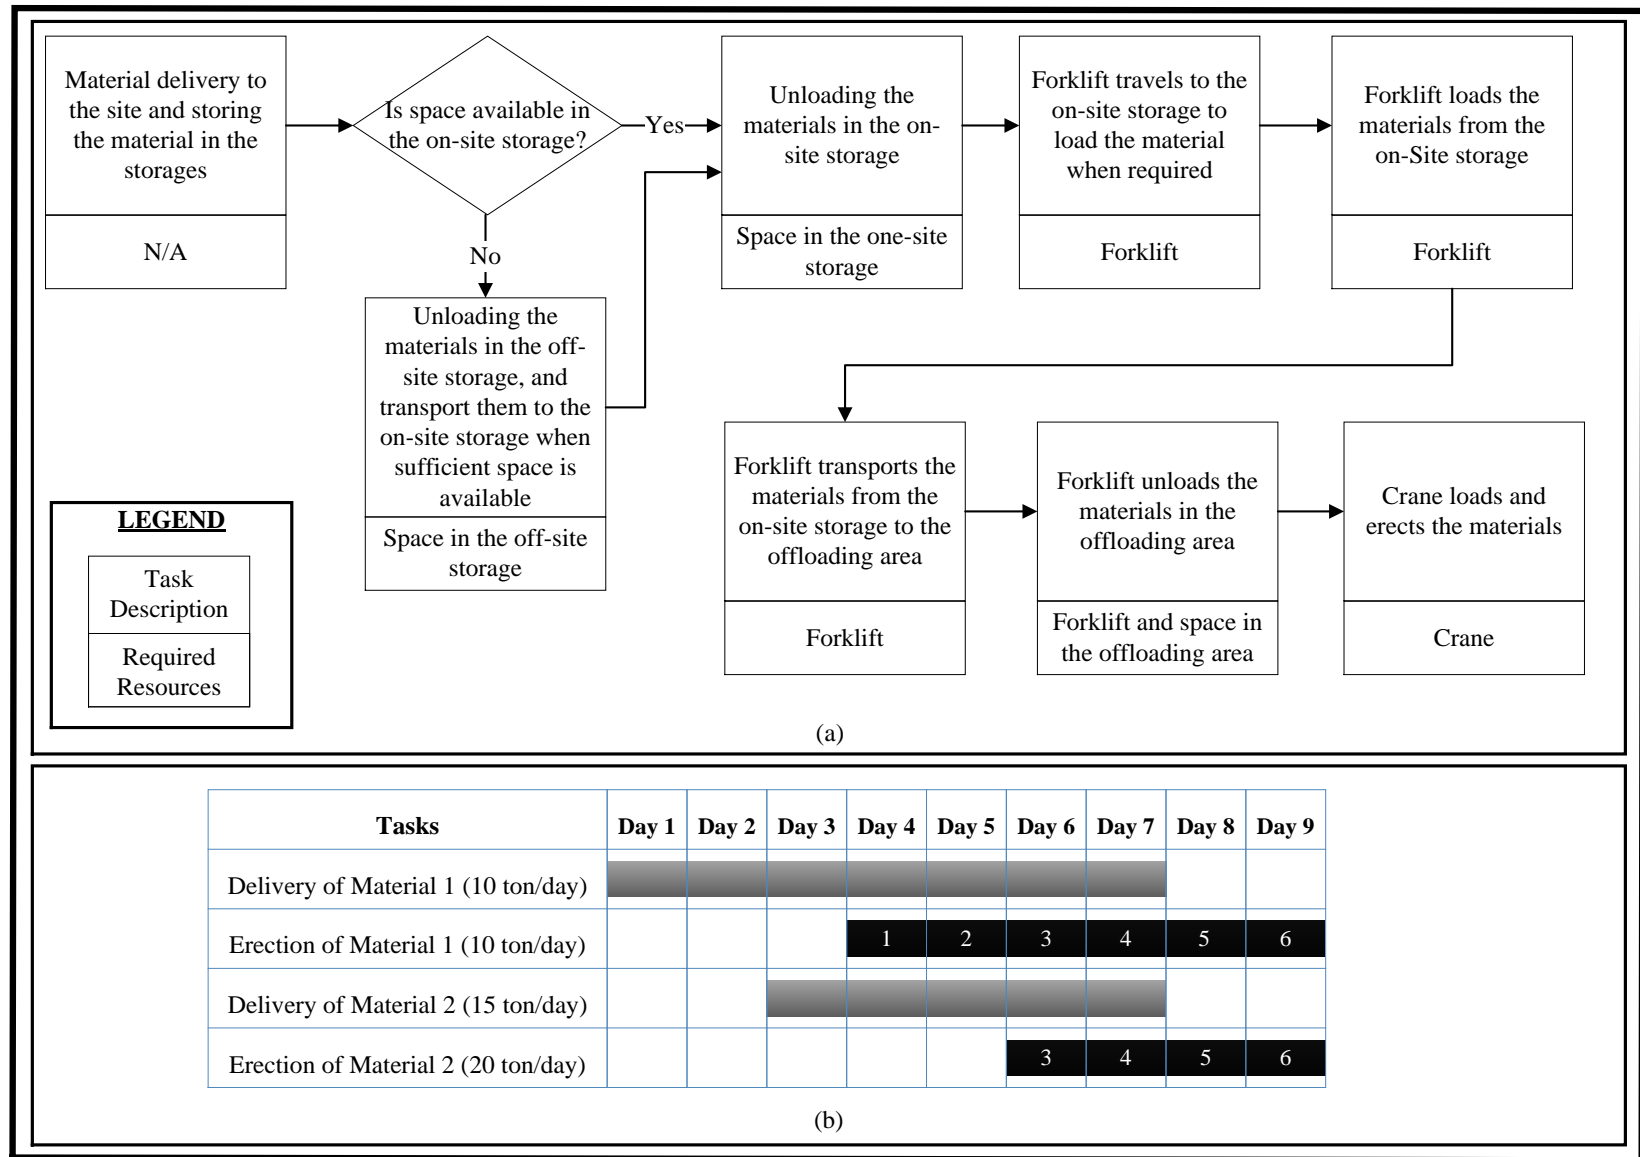 Material delivery to
the site and storing
the material in the
storages
N/A
Is space available in
the on-site storage?
Yes
No
Unloading the
materials in the on-
site storage
Space in the one-site
storage
Forklift travels to the
on-site storage to
load the material
when required
Forklift
Forklift loads the
materials from the
on-Site storage
Forklift
Unloading the
materials in the off-
site storage, and
transport them to the
on-site storage when
sufficient space is
available
Space in the off-site
storage
Forklift transports the
materials from the
on-site storage to the
offloading area
Forklift
Forklift unloads the
materials in the
offloading area
Forklift and space in
the offloading area
Crane loads and
erects the materials
Crane
LEGEND
Task
Description
Required
Resources
(a)
Tasks Day 1 Day 2 Day 3 Day 4 Day 5 Day 6 Day 7 Day 8 Day 9
Delivery of Material 1 (10 ton/day)
Erection of Material 1 (10 ton/day) 1 2 3 4 5 6
Delivery of Material 2 (15 ton/day)
Erection of Material 2 (20 ton/day) 3 4 5 6
(b)